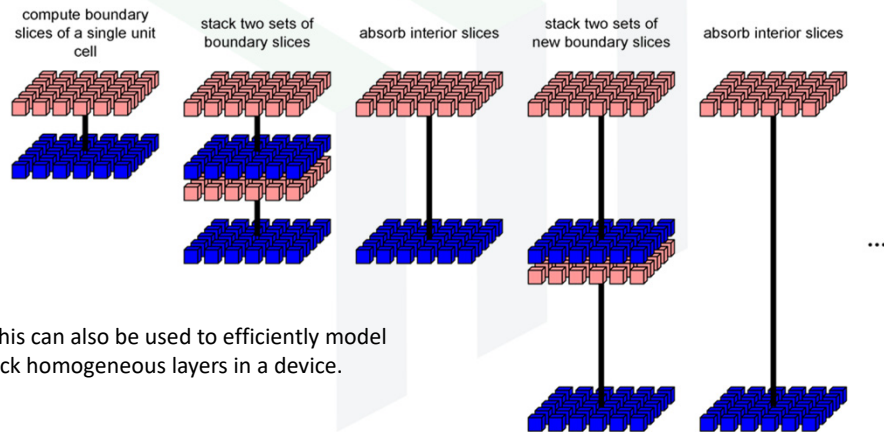 compute boundary
slices of a single unit
cell
stack two sets of
boundary slices
absorb interior slices
stack two sets of
new boundary slices
absorb interior slices
...
his can also be used to efficiently model
ck homogeneous layers in a device.